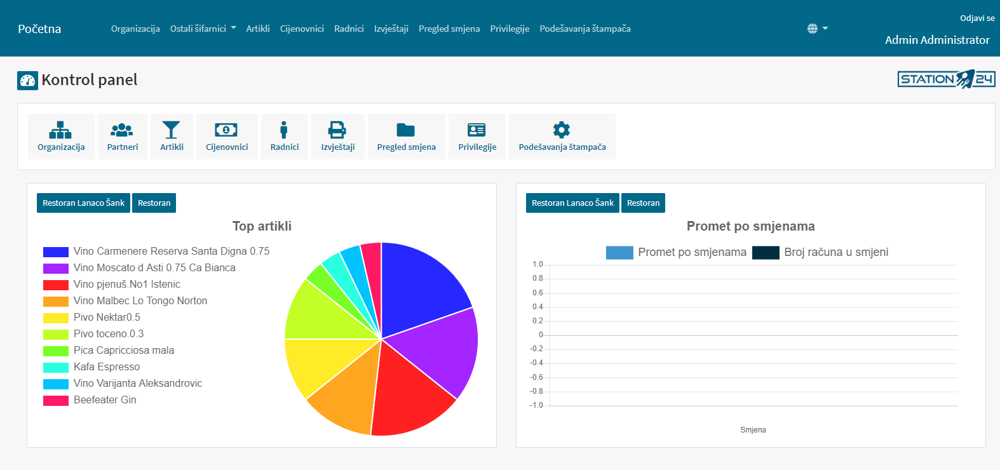 Početna
Organizacija
Ostali šifarnici
Artikli
Cijenovnici
Radnici
Izvještaji
Pregled smjena
Privilegije
Podešavanja štampača
Odjavi se
Admin Administrator
Kontrol panel
STATION 24
Organizacija
Partneri
Artikli
Cijenovnici
Radnici
Izvještaji
Pregled smjena
Privilegije
Podešavanja štampača
Restoran Lanaco Šank
Restoran
Top artikli
Vino Carmenere Reserva Santa Digna 0.75
Vino Moscato d Asti 0.75 Ca Bianca
Vino pjenuš.No1 Istenic
Vino Malbec Lo Tongo Norton
Pivo Nektar0.5
Pivo toceno.0.3
Pica Capricciosa mala
Kafa Espresso
Vino Varijanta Aleksandrovic
Beefeater Gin
Restoran Lanaco Šank
Restoran
Promet po smjenama
Promet po smjenama
Broj računa u smjeni
1.0
0.8
0.6
0.4
0.2
0
-0.2
-0.4
-0.6
-0.8
-1.0
Smjena